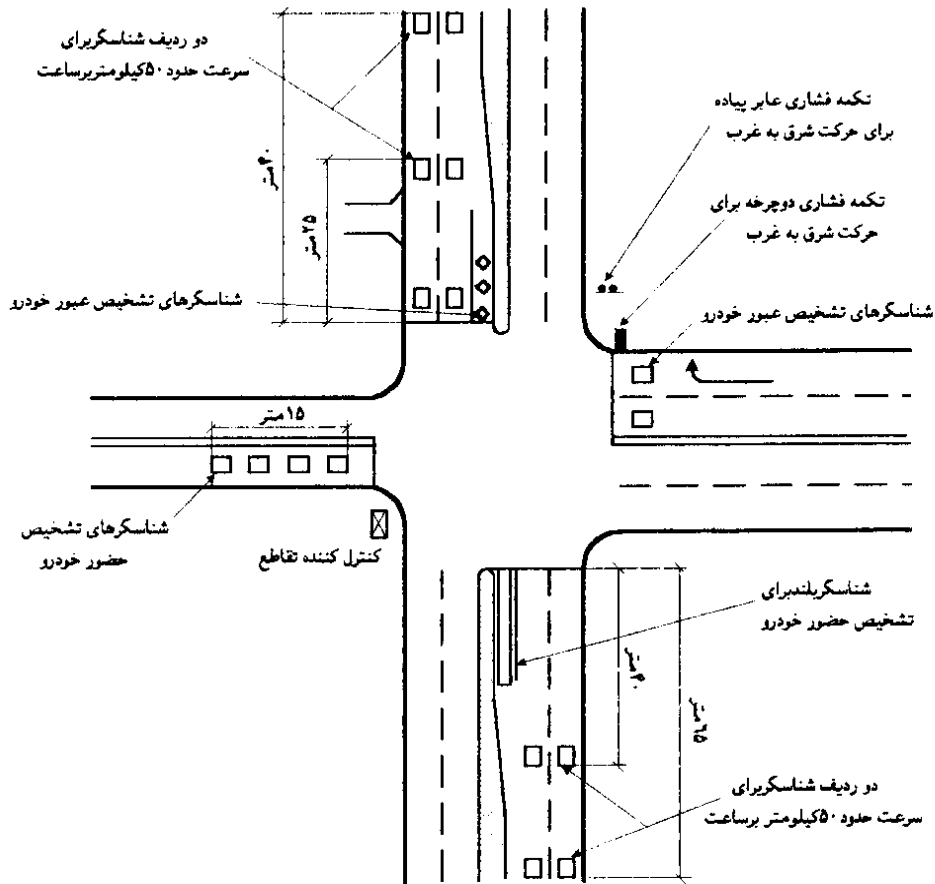 دو ردیف شناسگربرای
سرعت حدود ۵۰کیلومتربرساعت
تکمه فشاری عابر پیاده
برای حرکت شرق به غرب
۴۰متر
۲۵متر
تکمه فشاری دوچرخه برای
حرکت شرق به غرب
شناسگرهای تشخیص عبور خودرو
شناسگرهای تشخیص عبور خودرو
۱۵متر
شناسگرهای تشخیص
حضور خودرو
کنترل کننده تقاطع
شناسگربلندبرای
تشخیص حضور خودرو
۴۰متر
۶۵متر
دو ردیف شناسگربرای
سرعت حدود ۵۰کیلومتر برساعت